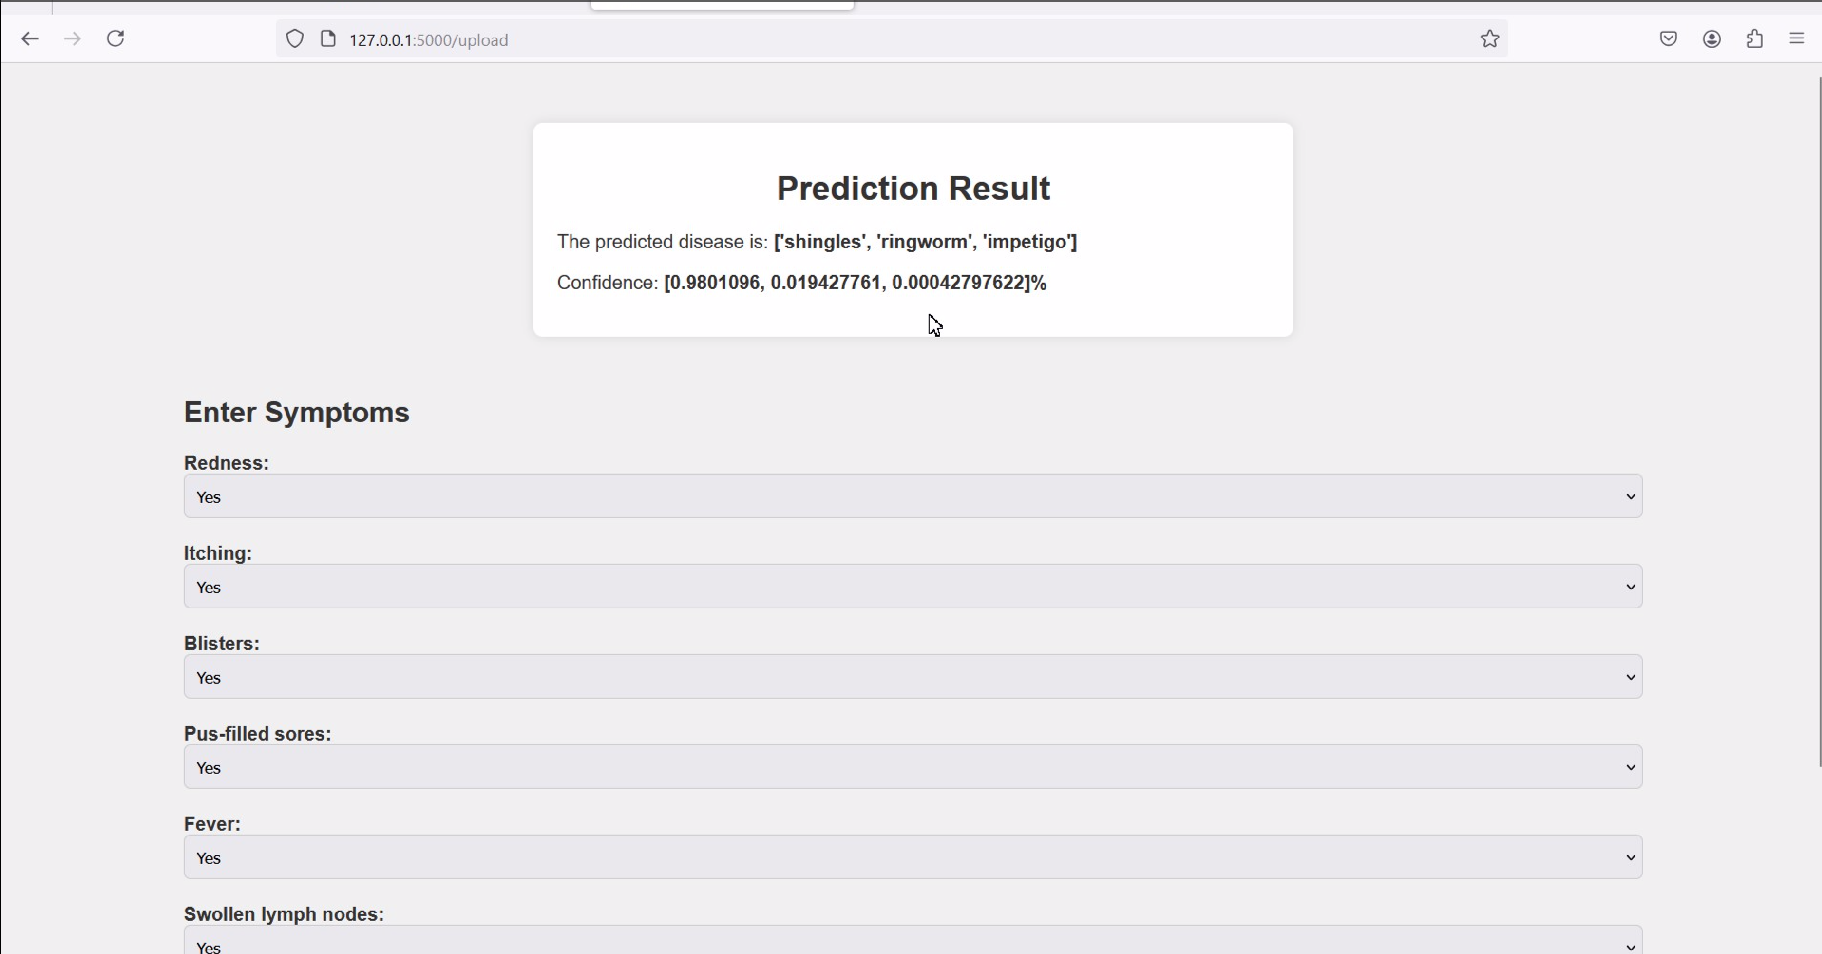 127.0.0.1:5000/upload
Prediction Result
The predicted disease is: ['shingles', 'ringworm', 'impetigo']
Confidence: [0.9801096, 0.019427761, 0.00042797622]%
Enter Symptoms
Redness:
Yes
Itching:
Yes
Blisters:
Yes
Pus-filled sores:
Yes
Fever:
Yes
Swollen lymph nodes:
Yes